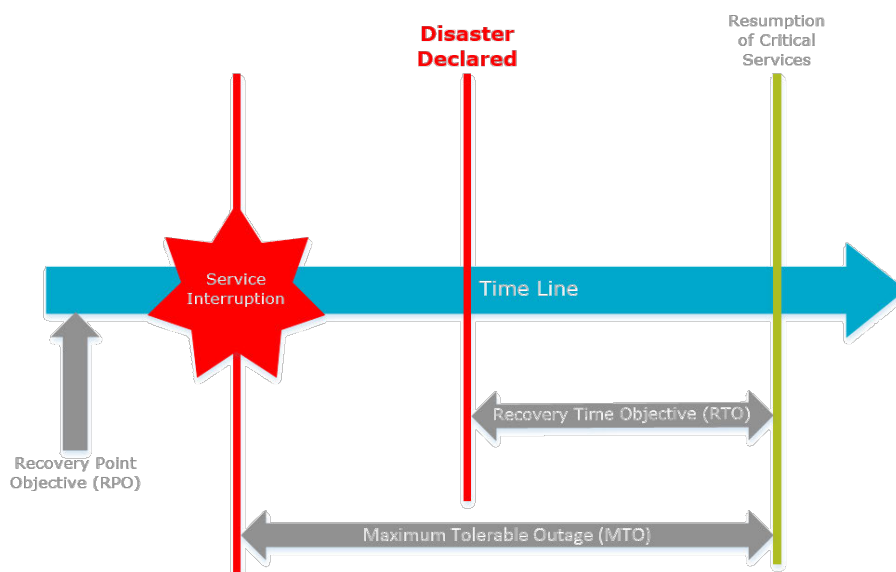 Disaster
Declared
Resumption
of Critical
Services
Service
Interruption
Time Line
Recovery Time Objective (RTO)
Recovery Point
Objective (RPO)
Maximum Tolerable Outage (MTO)